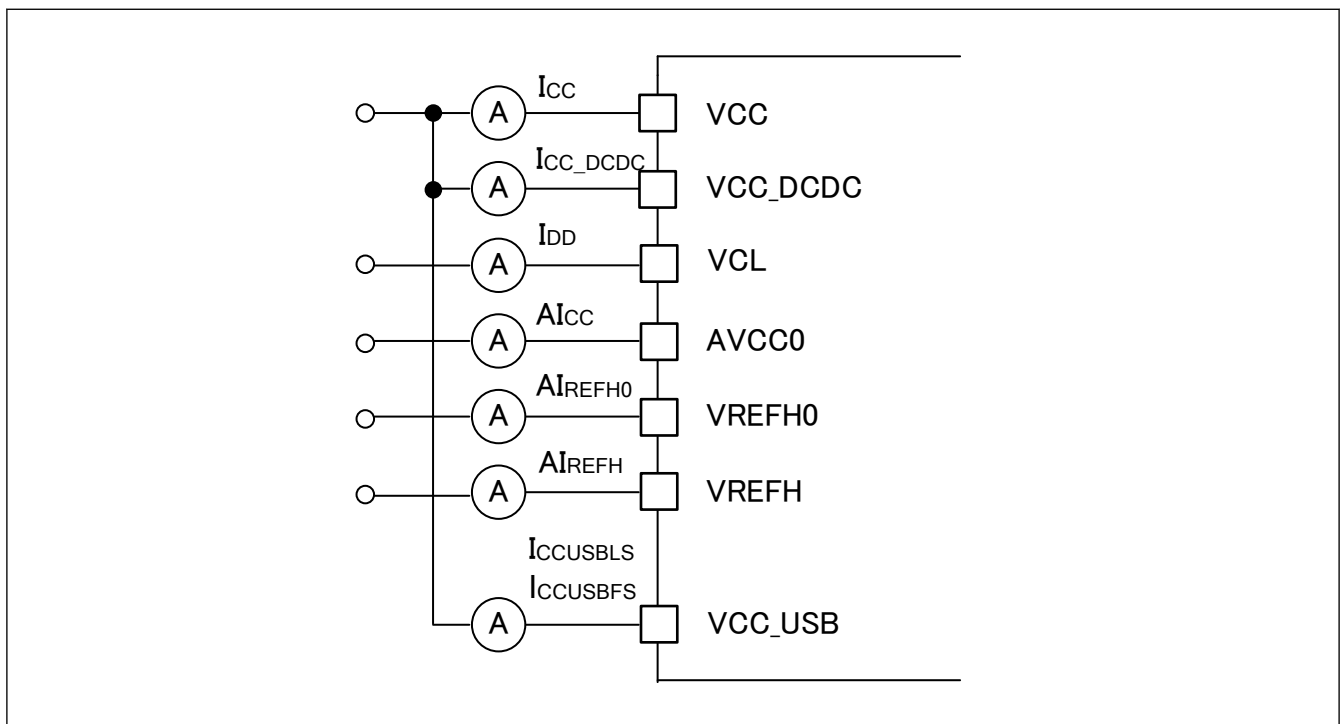 A ICC VCC
A ICC_DCDC VCC_DCDC
A IDD VCL
A AICC AVCC0
A AIREFH0 VREFH0
A AIREFH VREFH
ICCUSBLS
ICCUSBFS
A VCC_USB